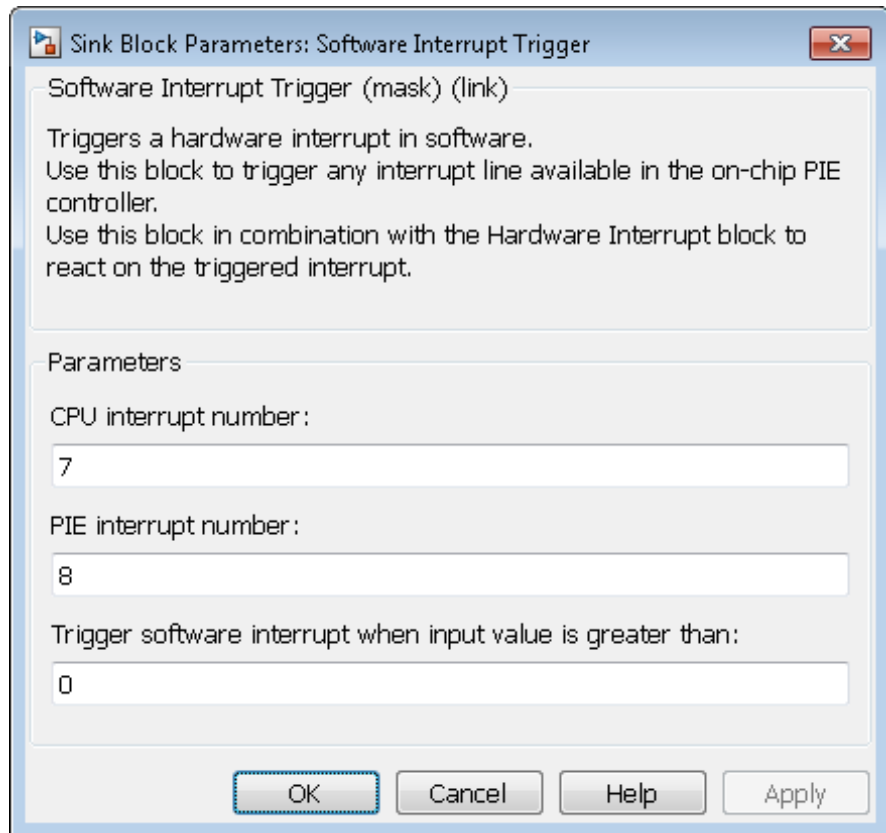 Sink Block Parameters: Software Interrupt Trigger
Software Interrupt Trigger (mask) (link)
Triggers a hardware interrupt in software.
Use this block to trigger any interrupt line available in the on-chip PIE
controller.
Use this block in combination with the Hardware Interrupt block to
react on the triggered interrupt.
Parameters
CPU interrupt number:
7
PIE interrupt number:
8
Trigger software interrupt when input value is greater than:
0
OK Cancel Help Apply